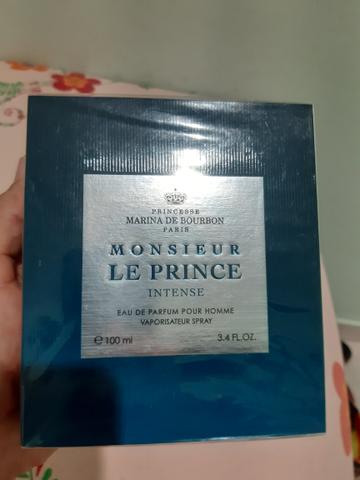 PRINCESSE
MARINA DE BOURBON
PARIS
MONSIEUR
LE PRINCE
INTENSE
EAU DE PARFUM POUR HOMME
VAPORISATEUR SPRAY
e 100 ml 3.4 FL.OZ.